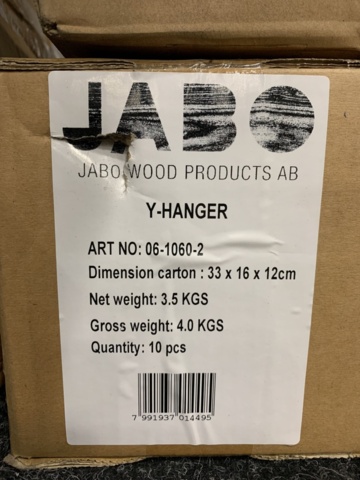 JABO
JABO WOOD PRODUCTS AB
Y-HANGER
ART NO: 06-1060-2
Dimension carton : 33 x 16 x 12cm
Net weight: 3.5 KGS
Gross weight: 4.0 KGS
Quantity: 10 pcs
7 991937 014495